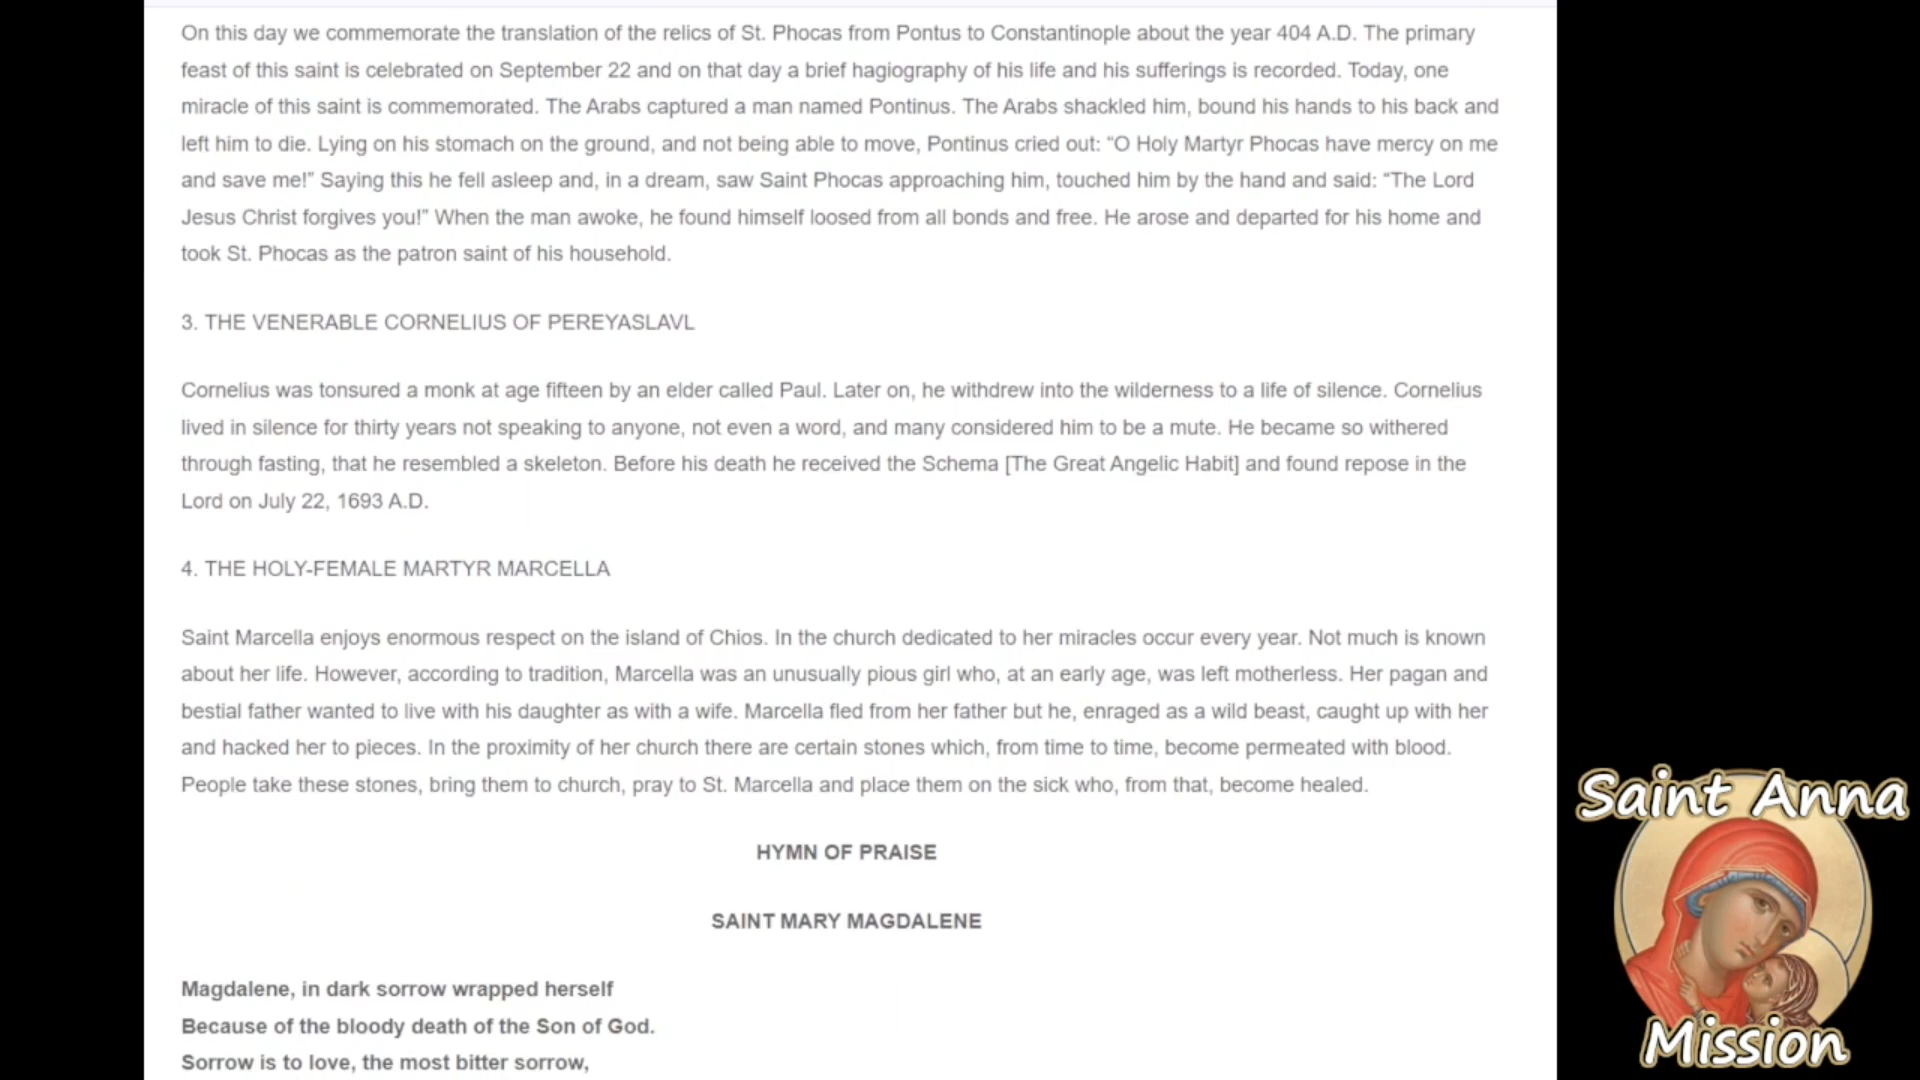 On this day we commemorate the translation of the relics of St. Phocas from Pontus to Constantinople about the year 404 A.D. The primary
feast of this saint is celebrated on September 22 and on that day a brief hagiography of his life and his sufferings is recorded. Today, one
miracle of this saint is commemorated. The Arabs captured a man named Pontinus. The Arabs shackled him, bound his hands to his back and
left him to die. Lying on his stomach on the ground, and not being able to move, Pontinus cried out: “O Holy Martyr Phocas have mercy on me
and save me!” Saying this he fell asleep and, in a dream, saw Saint Phocas approaching him, touched him by the hand and said: “The Lord
Jesus Christ forgives you!” When the man awoke, he found himself loosed from all bonds and free. He arose and departed for his home and
took St. Phocas as the patron saint of his household.
3. THE VENERABLE CORNELIUS OF PEREYASLAVL
Cornelius was tonsured a monk at age fifteen by an elder called Paul. Later on, he withdrew into the wilderness to a life of silence. Cornelius
lived in silence for thirty years not speaking to anyone, not even a word, and many considered him to be a mute. He became so withered
through fasting, that he resembled a skeleton. Before his death he received the Schema [The Great Angelic Habit] and found repose in the
Lord on July 22, 1693 A.D.
4. THE HOLY-FEMALE MARTYR MARCELLA
Saint Marcella enjoys enormous respect on the island of Chios. In the church dedicated to her miracles occur every year. Not much is known
about her life. However, according to tradition, Marcella was an unusually pious girl who, at an early age, was left motherless. Her pagan and
bestial father wanted to live with his daughter as with a wife. Marcella fled from her father but he, enraged as a wild beast, caught up with her
and hacked her to pieces. In the proximity of her church there are certain stones which, from time to time, become permeated with blood.
People take these stones, bring them to church, pray to St. Marcella and place them on the sick who, from that, become healed.
HYMN OF PRAISE
SAINT MARY MAGDALENE
Magdalene, in dark sorrow wrapped herself
Because of the bloody death of the Son of God.
Sorrow is to love, the most bitter sorrow,
Saint Anna
Mission